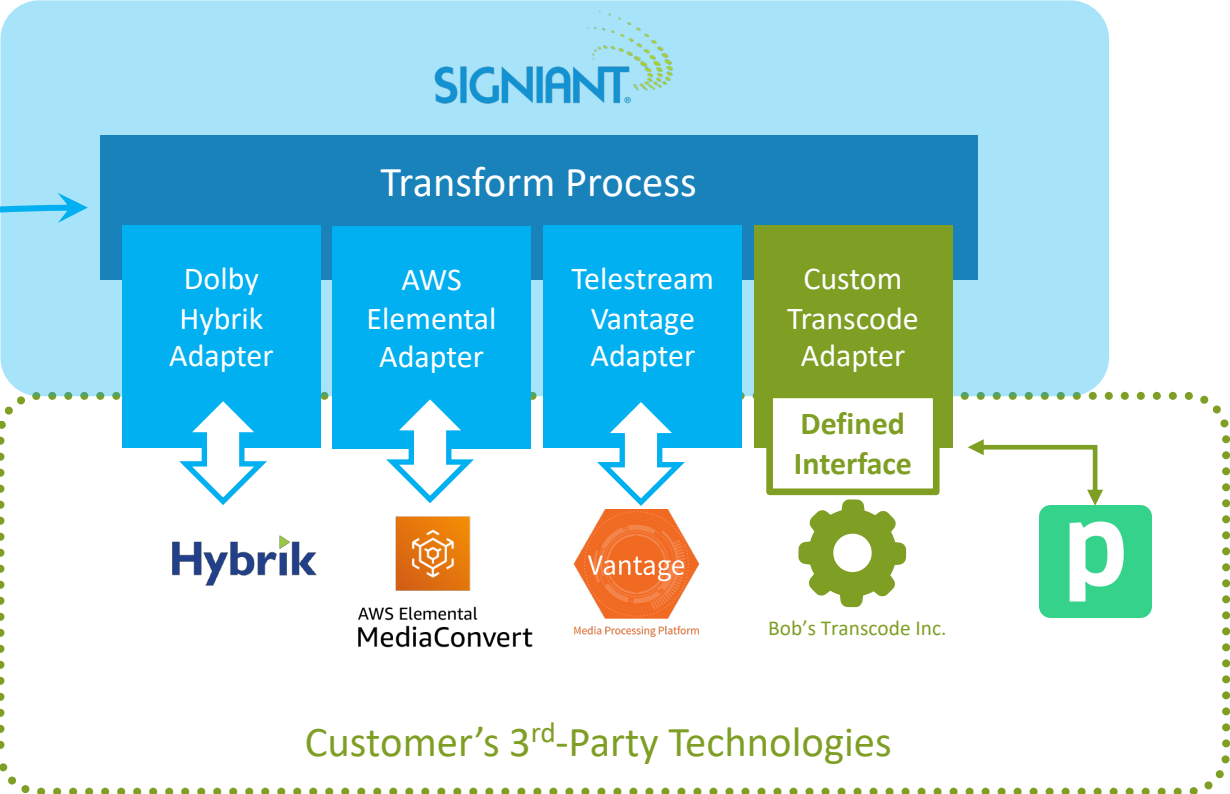 SIGNIANT®
Transform Process
Dolby
Hybrik
Adapter
AWS
Elemental
Adapter
Telestream
Vantage
Adapter
Custom
Transcode
Adapter
Defined
Interface
Hybrik
AWS Elemental
MediaConvert
Vantage
Media Processing Platform
Bob's Transcode Inc.
p
Customer's 3rd-Party Technologies